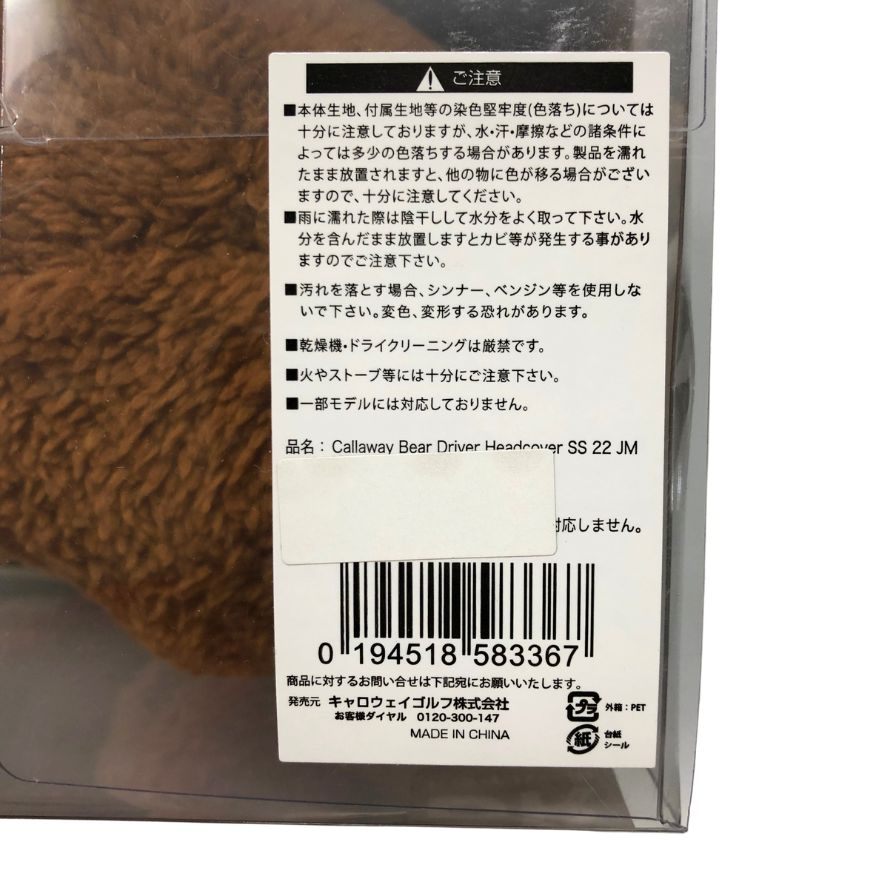 ご注意
■本体生地、付属生地等の染色堅牢度(色落ち)については
十分に注意しておりますが、水・汗・摩擦などの諸条件に
よっては多少の色落ちする場合があります。製品を濡れ
たまま放置されますと、他の物に色が移る場合がござい
ますので、十分に注意してください。
■雨に濡れた際は陰干しして水分をよく取って下さい。水
分を含んだまま放置しますとカビ等が発生する事があり
ますのでご注意下さい。
■汚れを落とす場合、シンナー、ベンジン等を使用しな
いで下さい。変色、変形する恐れがあります。
■乾燥機・ドライクリーニングは厳禁です。
■火やストーブ等には十分にご注意下さい。
■一部モデルには対応しておりません。
品名：Callaway Bear Driver Headcover SS 22 JM
対応しません。
0 194518 583367
商品に対するお問い合せは下記宛にお願いいたします。
発売元 キャロウェイゴルフ株式会社
お客様ダイヤル 0120-300-147
MADE IN CHINA
プラ 外箱：PET
紙 台紙
シール